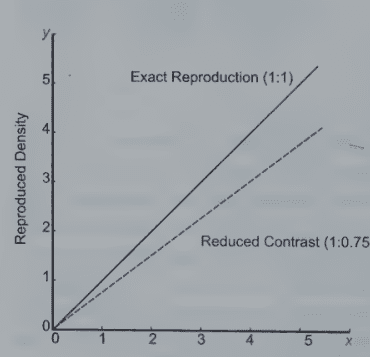 y
Exact Reproduction (1:1)
5
4
3
2
1
0
Reproduced Density
Reduced Contrast (1:0.75
0 1 2 3 4 5 x